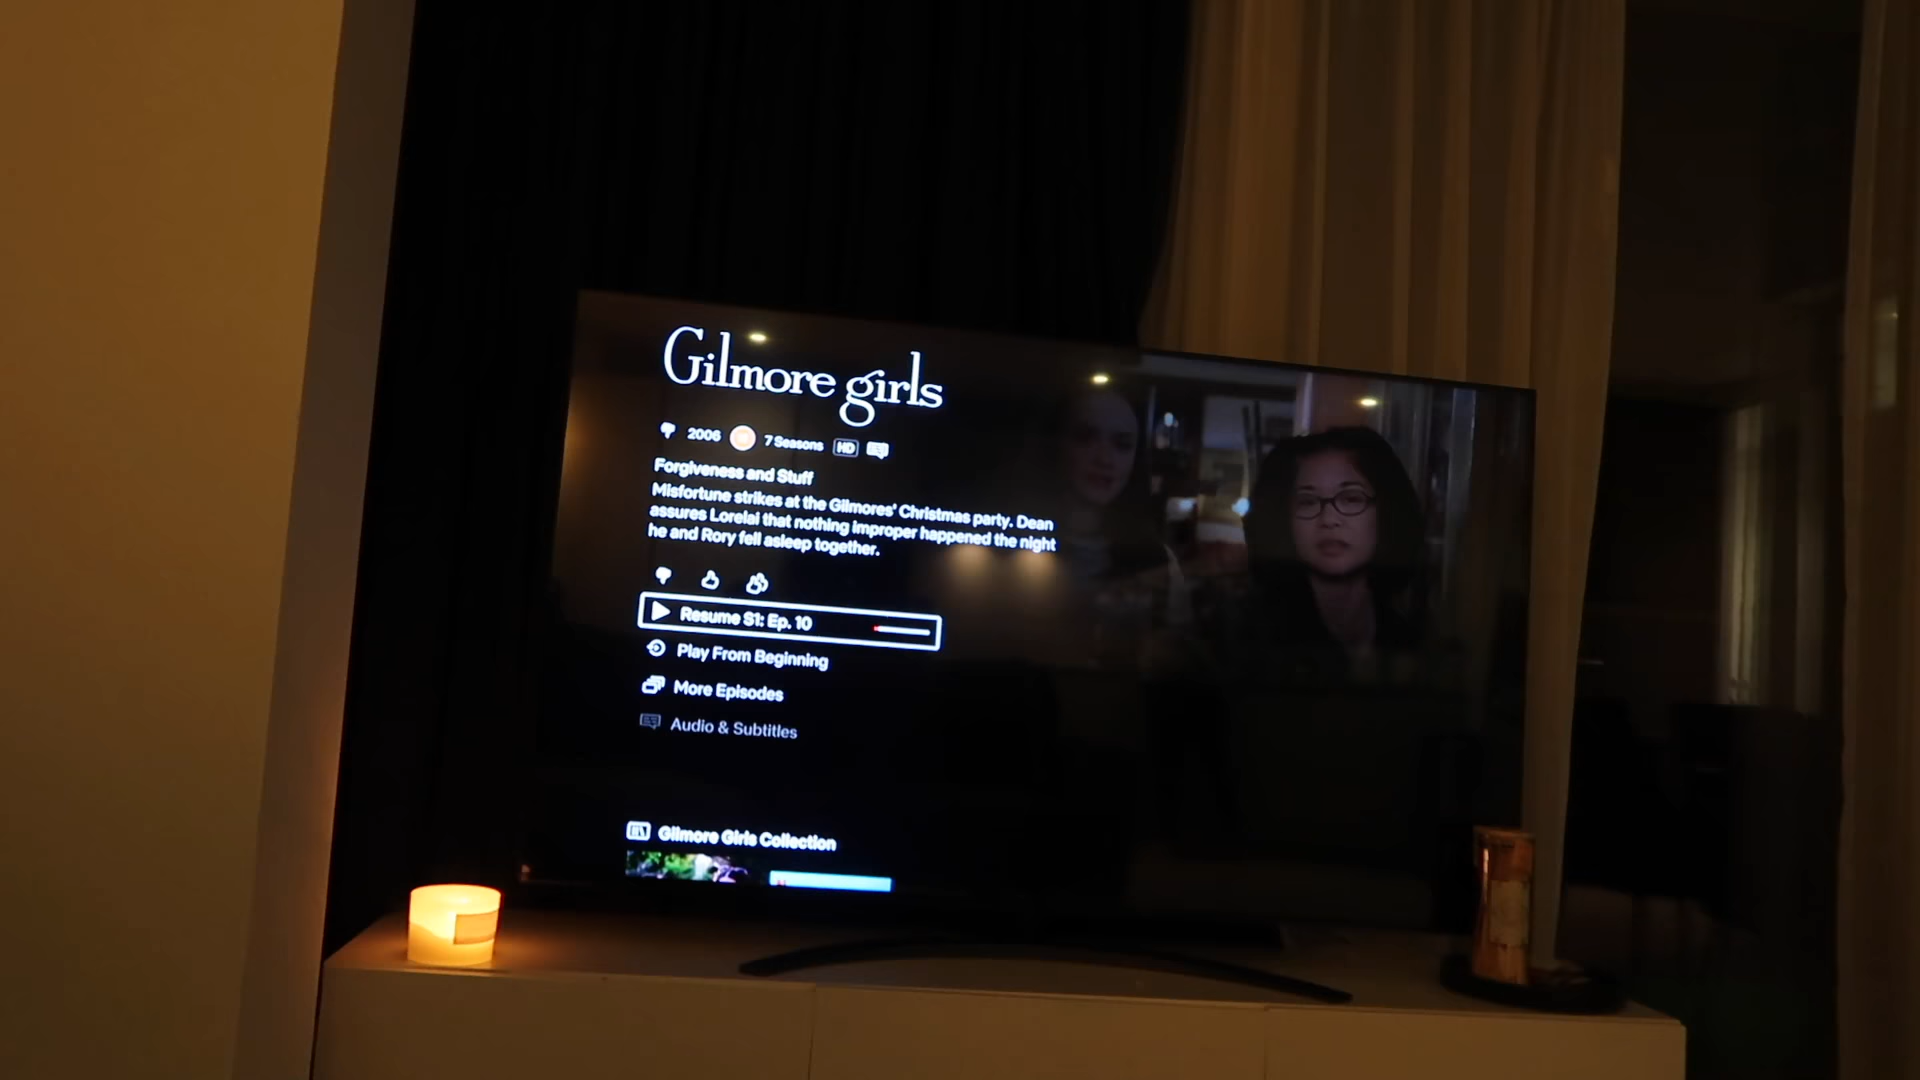 Gilmore girls
2006 7 Seasons HD
Forgiveness and Stuff
Misfortune strikes at the Gilmores' Christmas party. Dean
assures Lorelai that nothing improper happened the night
he and Rory fell asleep together.
Resume S1: Ep. 10
Play From Beginning
More Episodes
Audio & Subtitles
Gilmore Girls Collection